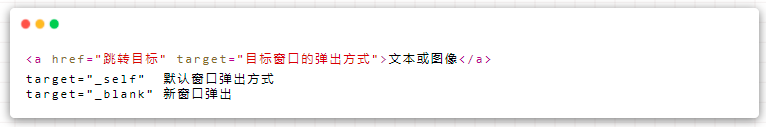 <a href="跳转目标" target="目标窗口的弹出方式">文本或图像</a>
target="_self"  默认窗口弹出方式
target="_blank" 新窗口弹出